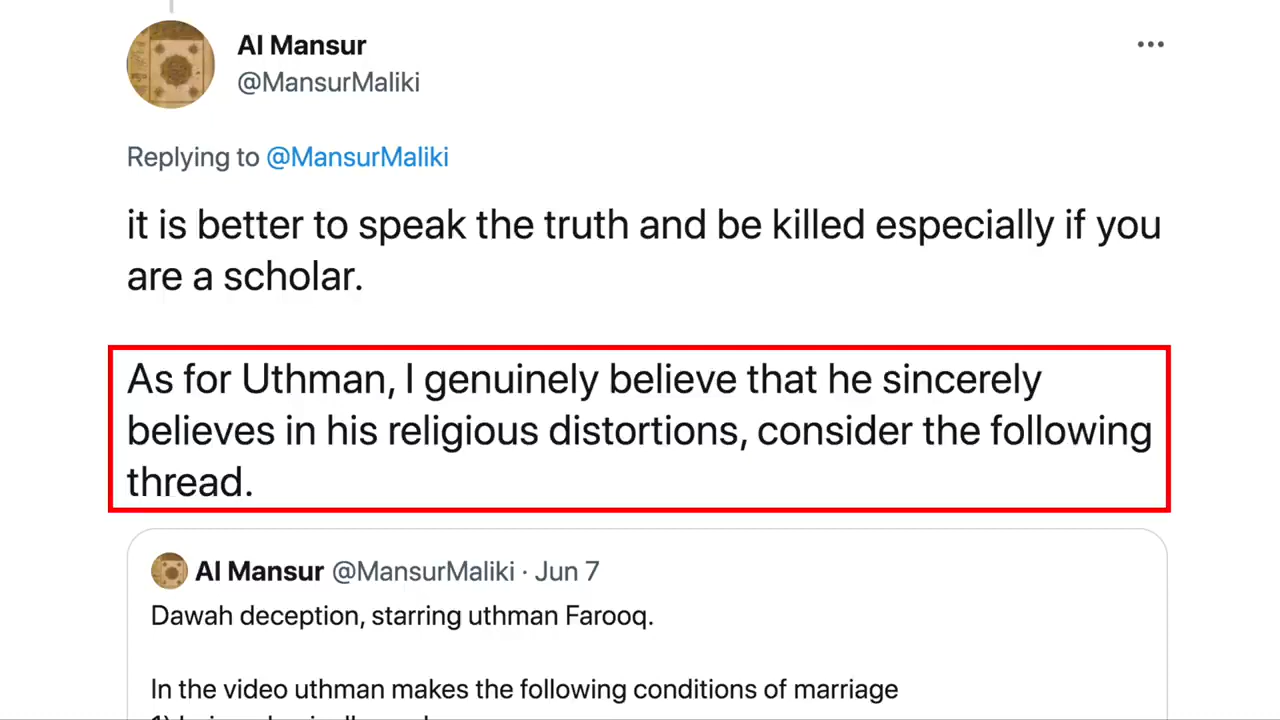 Al Mansur
@MansurMaliki
Replying to @MansurMaliki
it is better to speak the truth and be killed especially if you
are a scholar.
As for Uthman, I genuinely believe that he sincerely
believes in his religious distortions, consider the following
thread.
Al Mansur @MansurMaliki · Jun 7
Dawah deception, starring uthman Farooq.
In the video uthman makes the following conditions of marriage